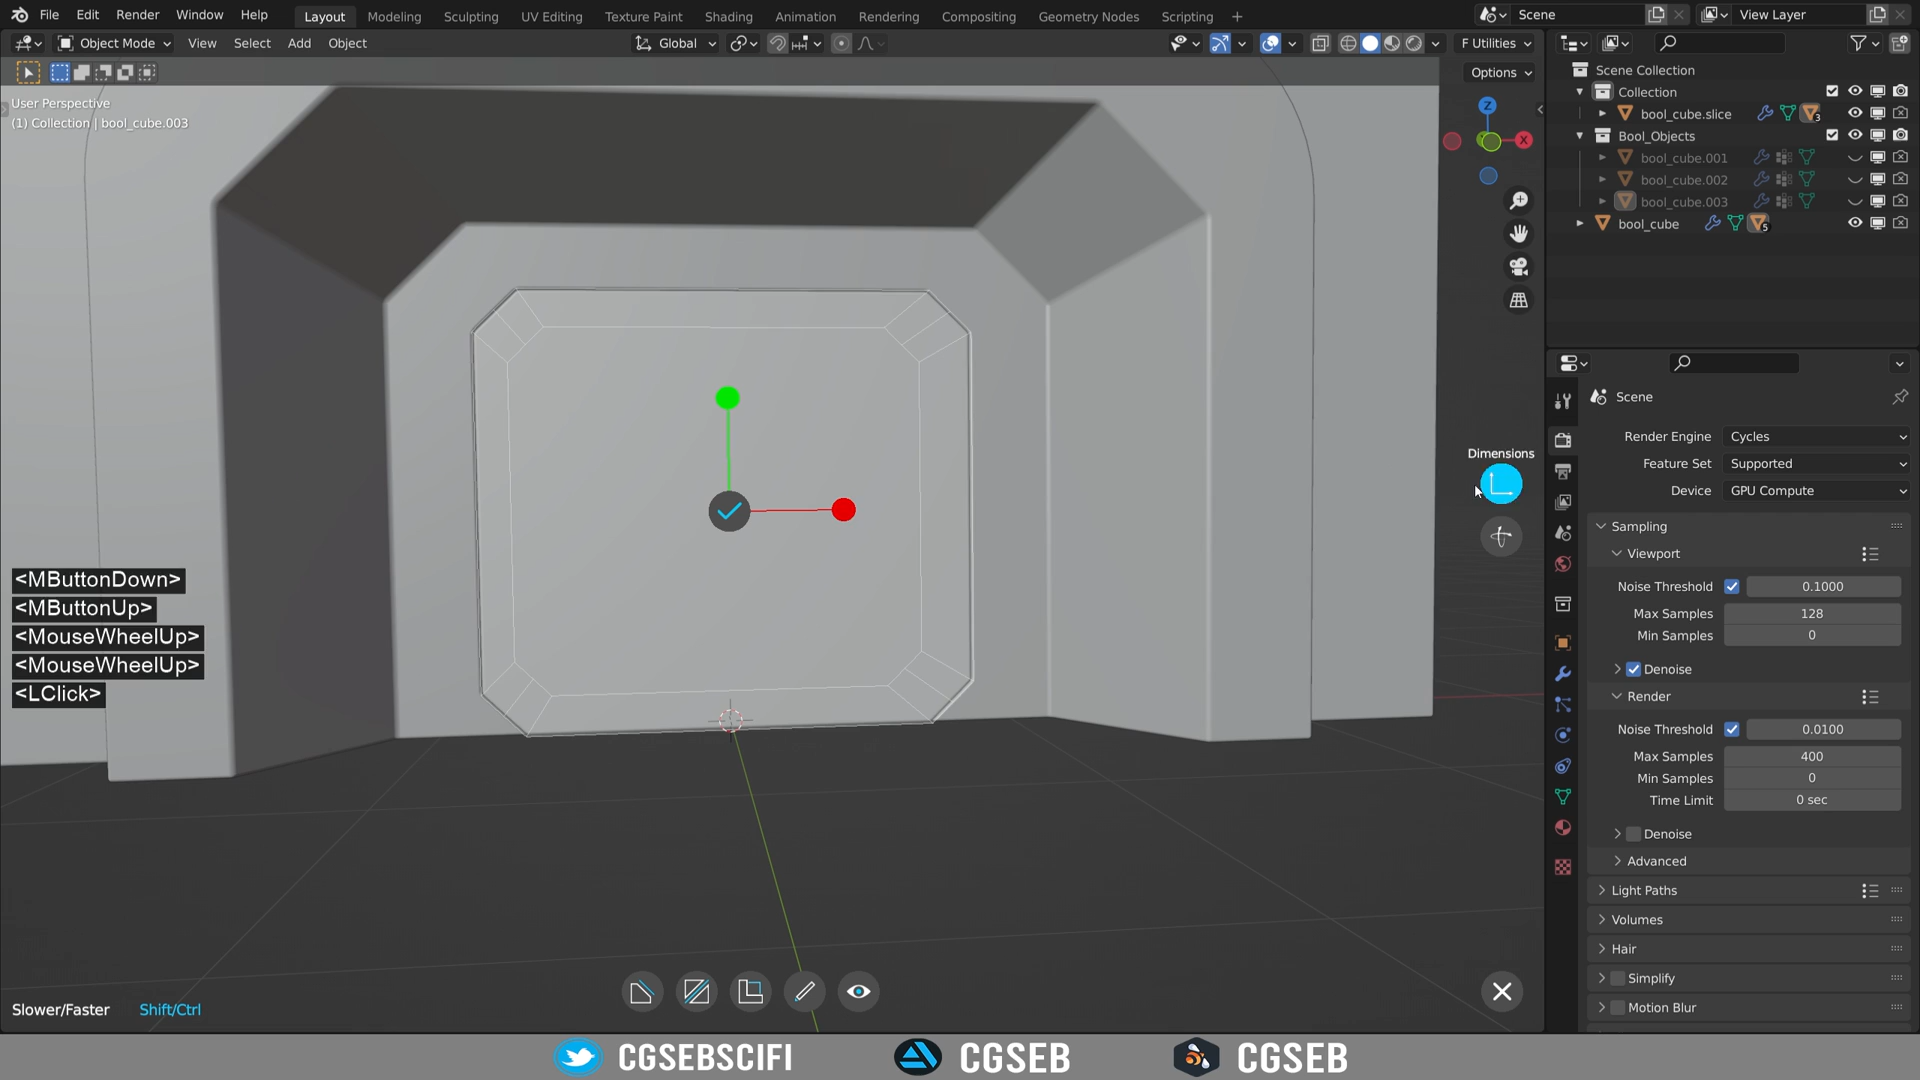 File Edit Render Window Help Layout Modeling Sculpting UV Editing Texture Paint Shading Animation Rendering Compositing Geometry Nodes Scripting + Scene View Layer
Object Mode View Select Add Object Global F Utilities
Options
User Perspective
(1) Collection | bool_cube.003
Z
X
Scene Collection
Collection
bool_cube.slice 3
Bool_Objects
bool_cube.001
bool_cube.002
bool_cube.003
bool_cube 5
Scene
Render Engine Cycles
Feature Set Supported
Device GPU Compute
Sampling
Viewport
Noise Threshold 0.1000
Max Samples 128
Min Samples 0
Denoise
Render
Noise Threshold 0.0100
Max Samples 400
Min Samples 0
Time Limit 0 sec
Denoise
Advanced
Light Paths
Volumes
Hair
Simplify
Motion Blur
Dimensions
<MButtonDown>
<MButtonUp>
<MouseWheelUp>
<MouseWheelUp>
<LClick>
Slower/Faster Shift/Ctrl
CGSEBSCIFI CGSEB CGSEB